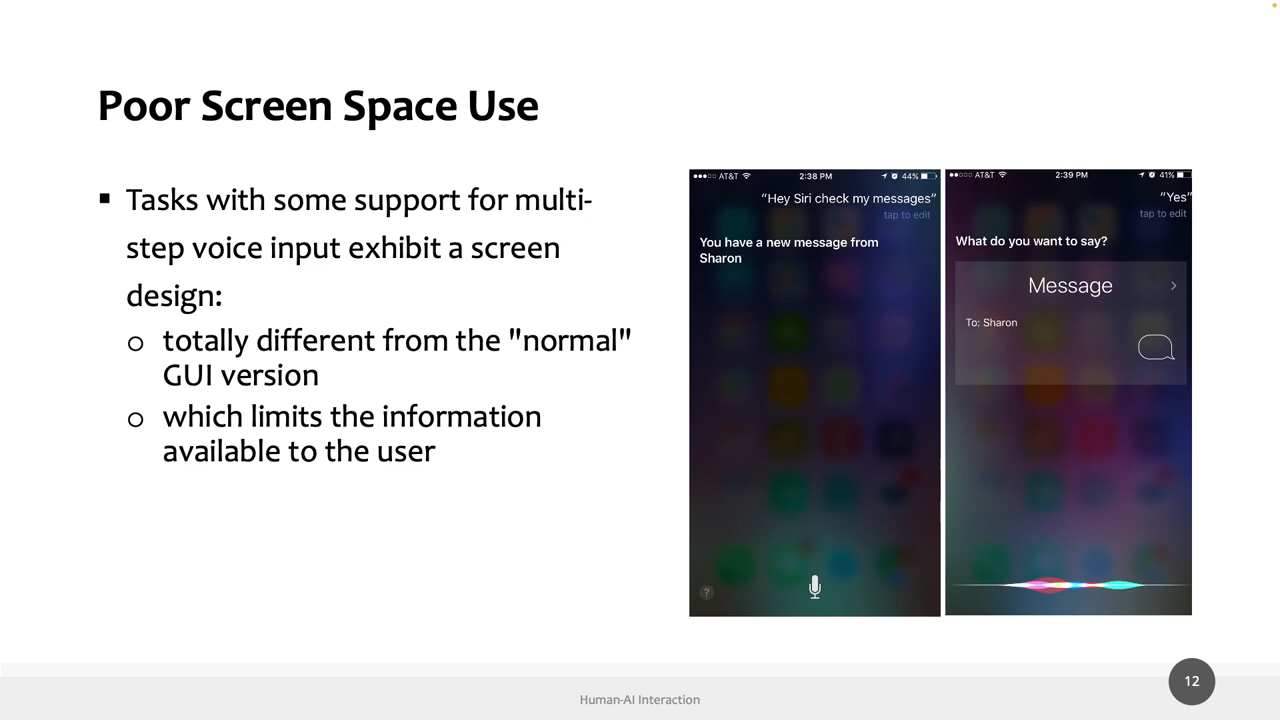 Poor Screen Space Use
▪ Tasks with some support for multi-
step voice input exhibit a screen
design:
o totally different from the "normal"
GUI version
o which limits the information
available to the user
AT&T 2:38 PM 44%
“Hey Siri check my messages”
tap to edit
You have a new message from
Sharon
?
AT&T 2:39 PM 41%
“Yes”
tap to edit
What do you want to say?
Message
To: Sharon
Human-AI Interaction
12